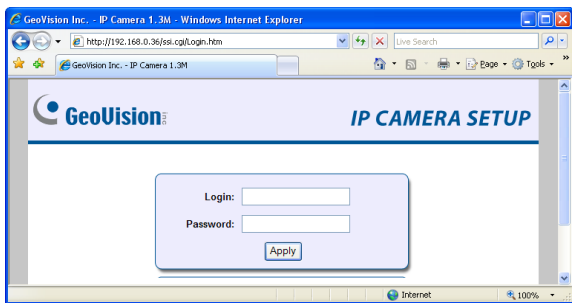 GeoVision Inc. - IP Camera 1.3M - Windows Internet Explorer
http://192.168.0.36/ssi.cgi/Login.htm
Live Search
GeoVision Inc. - IP Camera 1.3M
Page
Tools
GeoVision Inc
IP CAMERA SETUP
Login:
Password:
Apply
Internet
100%